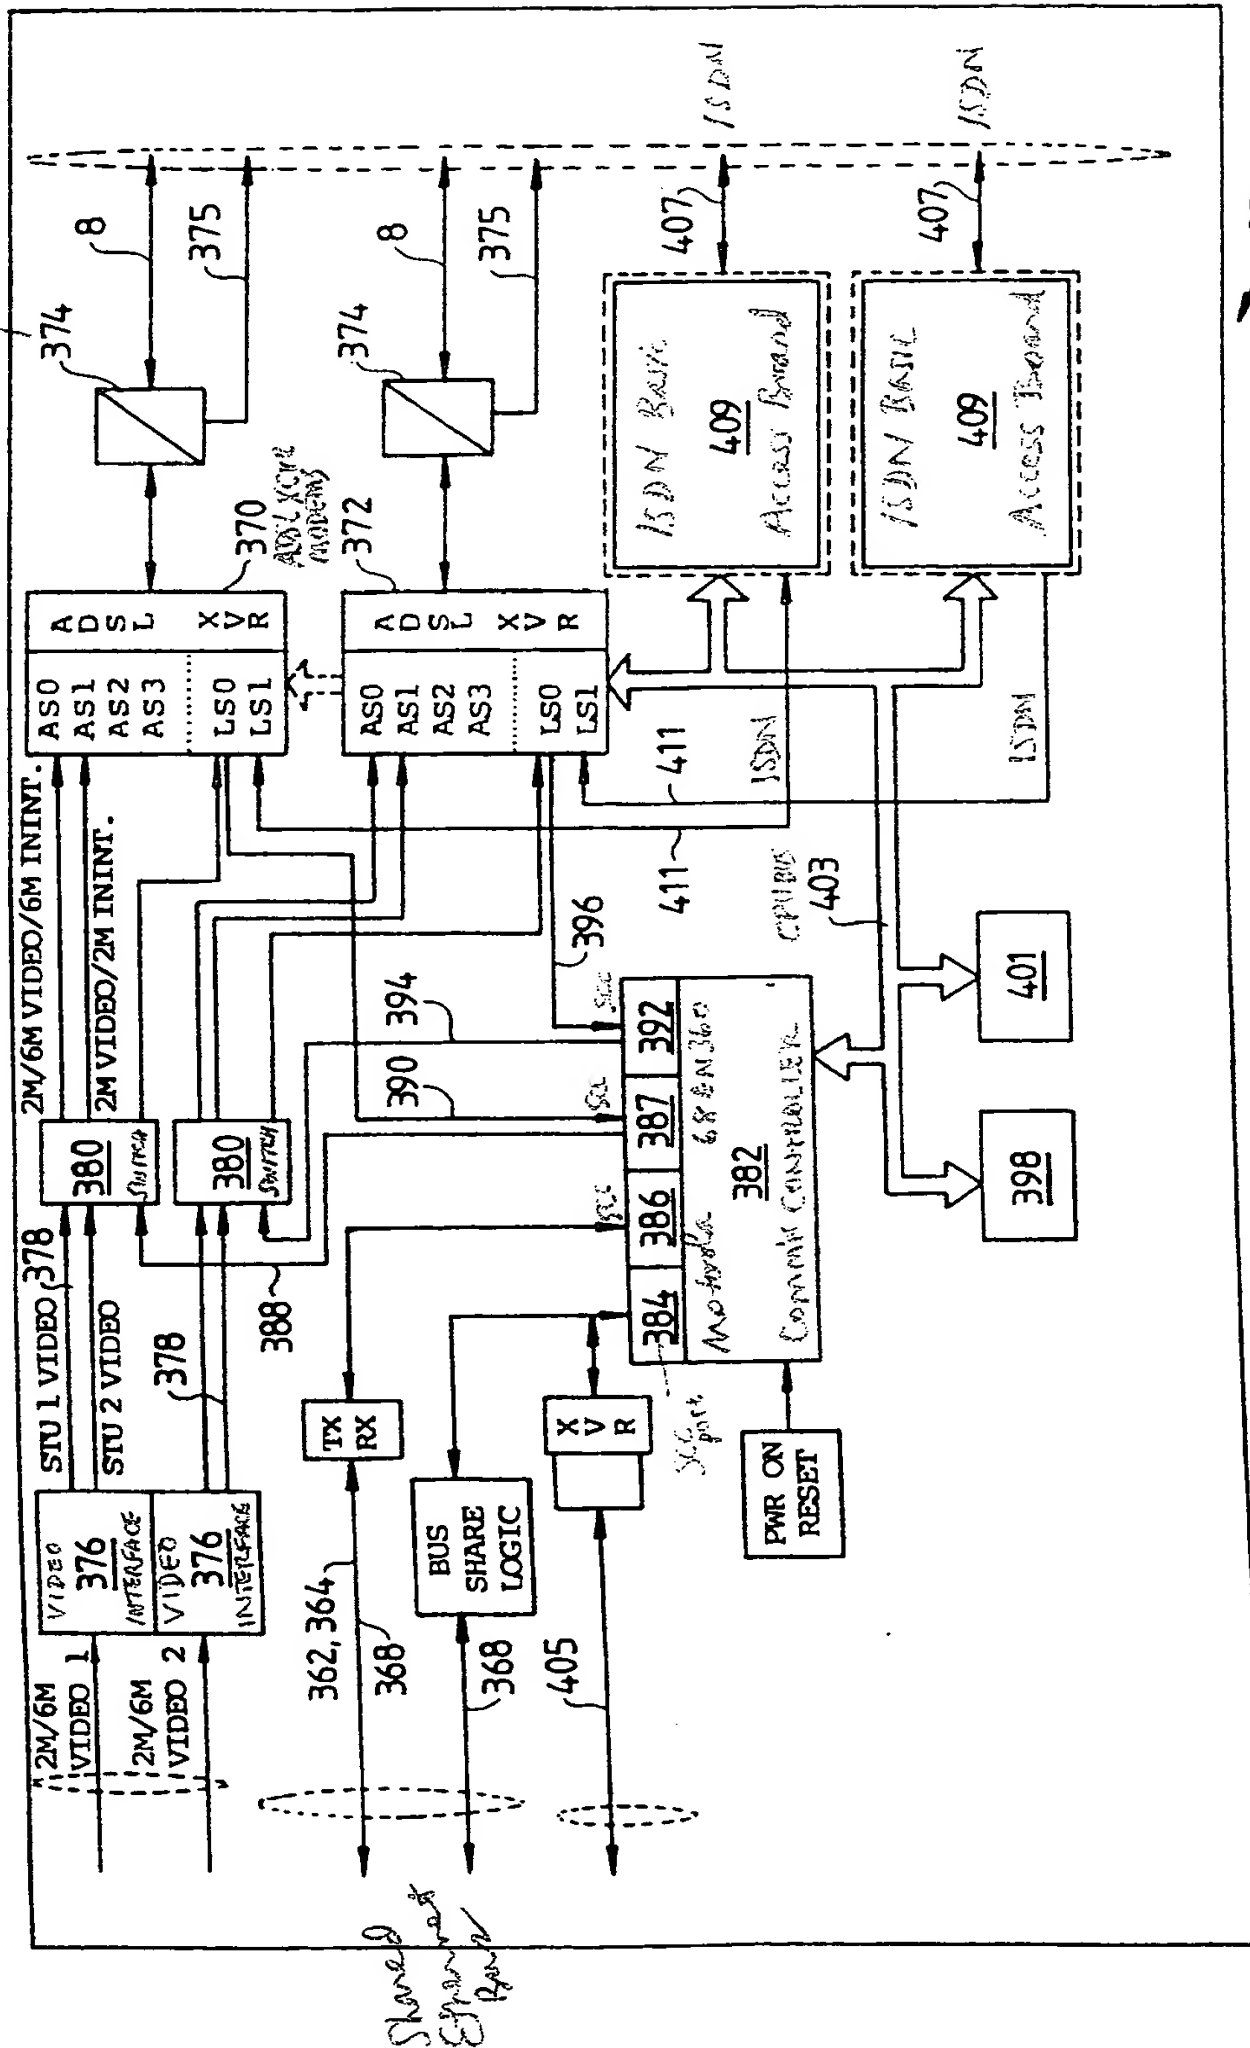 2M/6M
VIDEO 1
2M/6M
VIDEO 2
VIDEO
376
INTERFACE
VIDEO
376
INTERFACE
STU 1 VIDEO
378
STU 2 VIDEO
378
380
SWITCH
380
SWITCH
388
2M/6M VIDEO/6M ININT.
2M VIDEO/2M ININT.
AS0
AS1
AS2
AS3
LS0
LS1
ADSL XVR
370
ADSL XCVR
MODEMS
374
8
375
AS0
AS1
AS2
AS3
LS0
LS1
ADSL XVR
372
374
8
375
362, 364
368
TX
RX
368
BUS
SHARE
LOGIC
405
XVR
Shared
Ethernet
384
386
387
392
SCC
SCC
SCC
SCC
port
390
394
396
Motorola 68EN360
382
Comm'n CONTROLLER
PWR ON
RESET
CPU BUS
403
398
401
411
411
ISDN
ISDN
ISDN Basic
409
Access Board
407
ISDN
ISDN BASIC
409
Access Board
407
ISDN